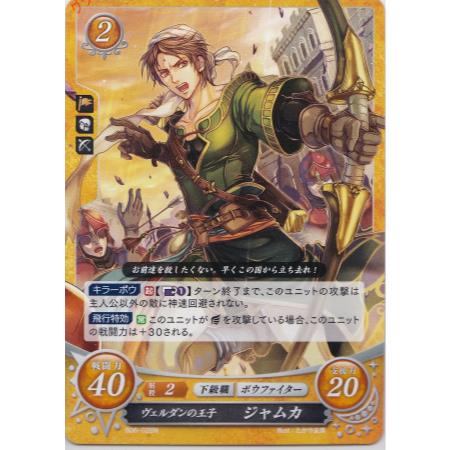 2
お前達を殺したくない。早くこの国から立ち去れ！
キラーボウ 起 【1】ターン終了まで、このユニットの攻撃は
主人公以外の敵に神速回避されない。
飛行特効 常 このユニットが を攻撃している場合、このユニット
の戦闘力は＋30される。
戦闘力
40
射程 2
下級職
ボウファイター
支援力
20
ヴェルダンの王子 ジャムカ